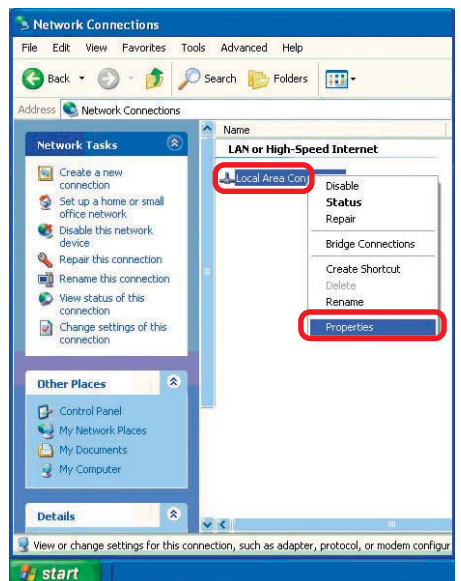 Network Connections
File Edit View Favorites Tools Advanced Help
Back Search Folders
Address Network Connections
Network Tasks
Create a new
connection
Set up a home or small
office network
Disable this network
device
Repair this connection
Rename this connection
View status of this
connection
Change settings of this
connection
Other Places
Control Panel
My Network Places
My Documents
My Computer
Details
Name
LAN or High-Speed Internet
Local Area Con
Disable
Status
Repair
Bridge Connections
Create Shortcut
Delete
Rename
Properties
View or change settings for this connection, such as adapter, protocol, or modem configur
start